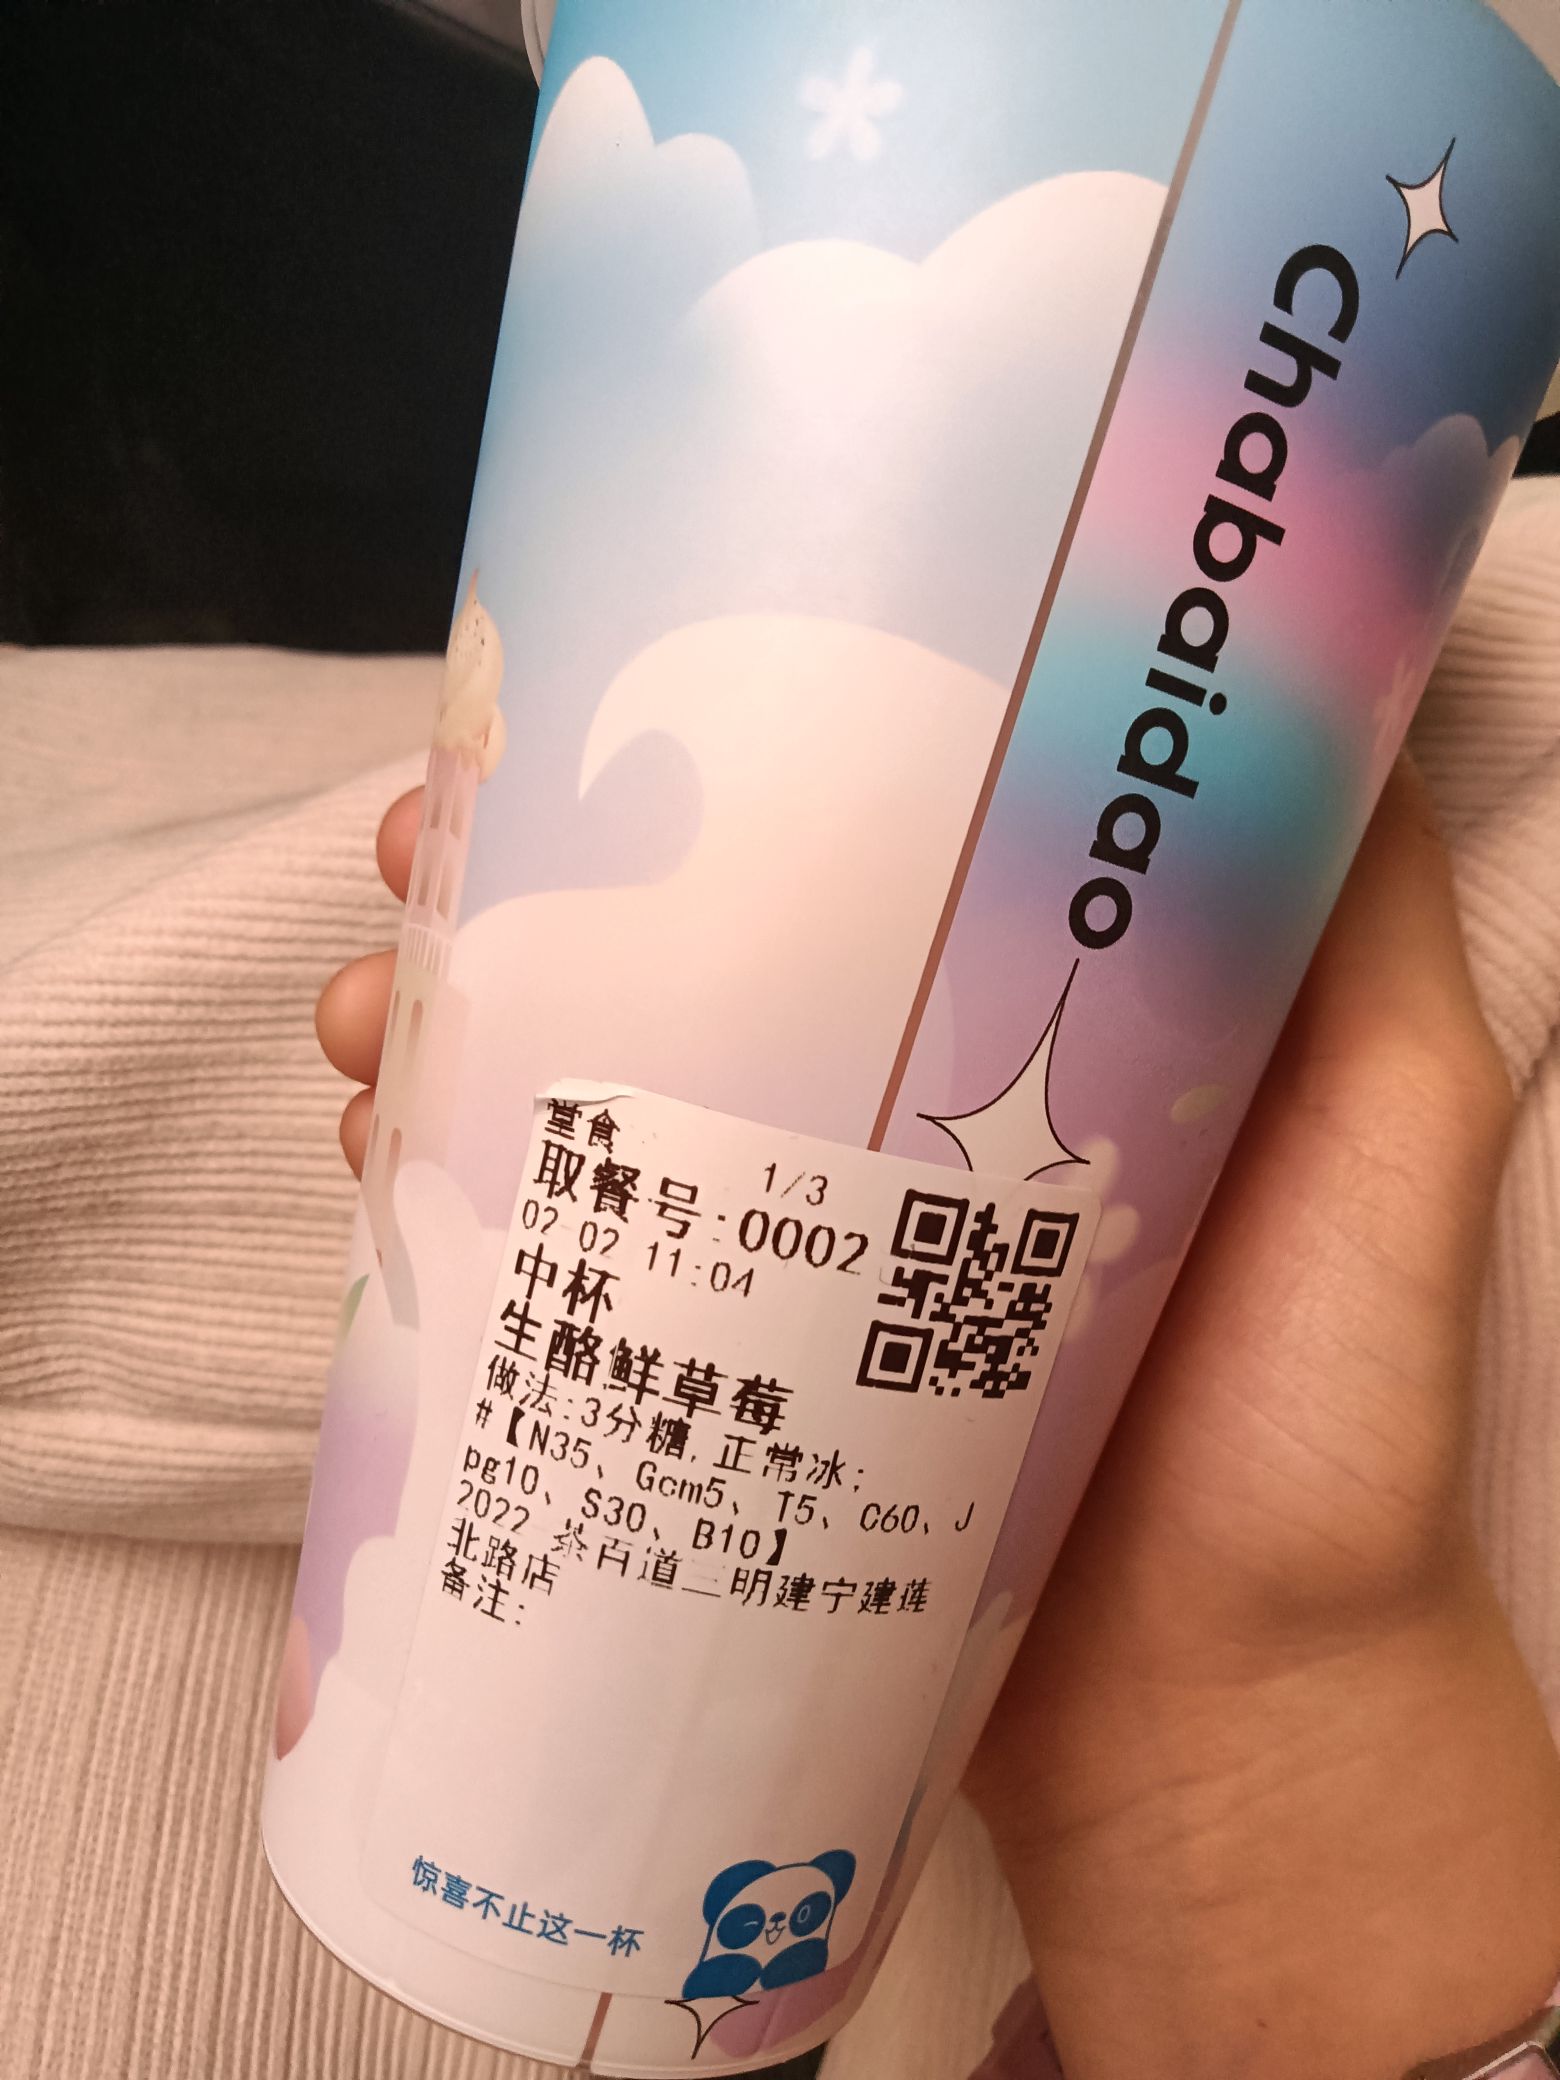 Chabaidao
堂食
1/3
取餐号:0002
02-02 11:04
中杯
生酪鲜草莓
做法:3分糖,正常冰;
#【N35、Gcm5、T5、C60、J
pg10、S30、B10】
2022 茶百道三明建宁建莲
北路店
备注:
惊喜不止这一杯